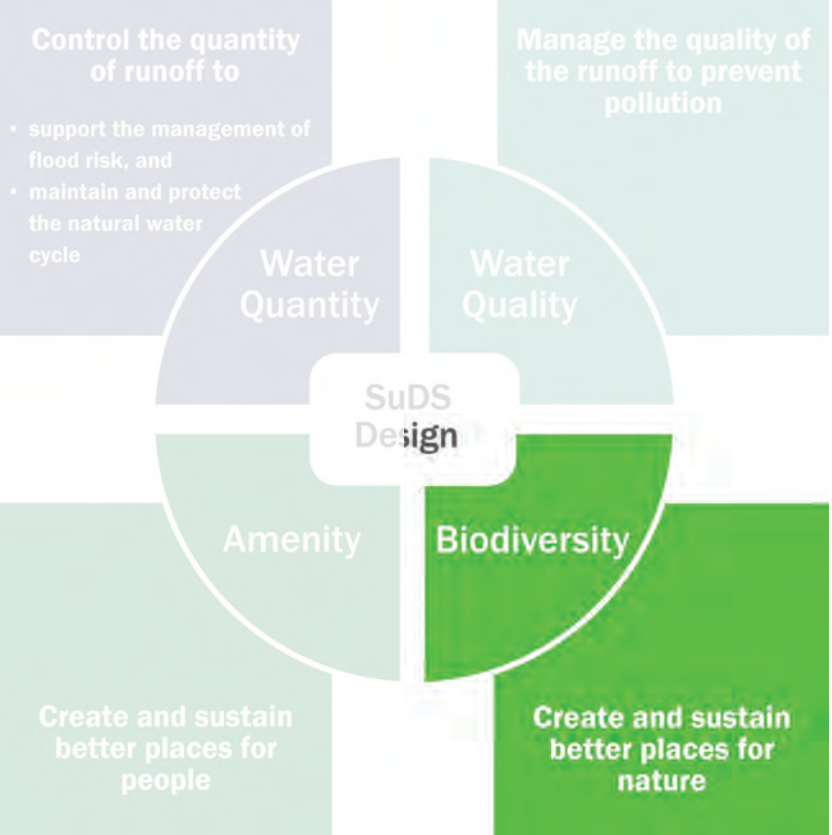 Control the quantity
of runoff to
• support the management of
flood risk, and
• maintain and protect
the natural water
cycle
Manage the quality of
the runoff to prevent
pollution
Water
Quantity
Water
Quality
SuDS
Design
Amenity
Biodiversity
Create and sustain
better places for
people
Create and sustain
better places for
nature